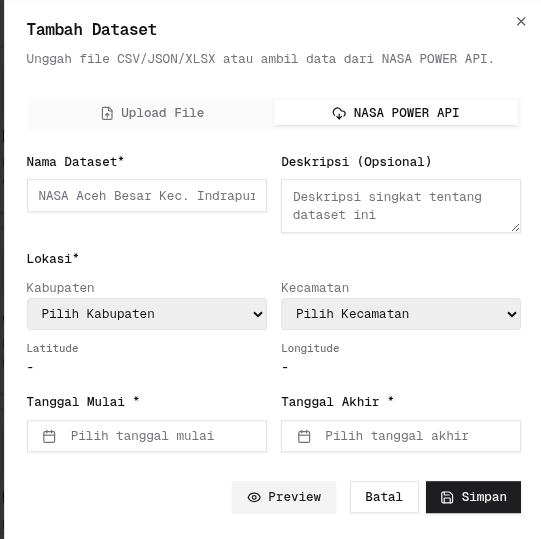 Tambah Dataset
Unggah file CSV/JSON/XLSX atau ambil data dari NASA POWER API.
Upload File
NASA POWER API
Nama Dataset*
Deskripsi (Opsional)
NASA Aceh Besar Kec. Indrapur
Deskripsi singkat tentang
dataset ini
Lokasi*
Kabupaten
Kecamatan
Pilih Kabupaten
Pilih Kecamatan
Latitude
Longitude
-
-
Tanggal Mulai *
Tanggal Akhir *
Pilih tanggal mulai
Pilih tanggal akhir
Preview
Batal
Simpan